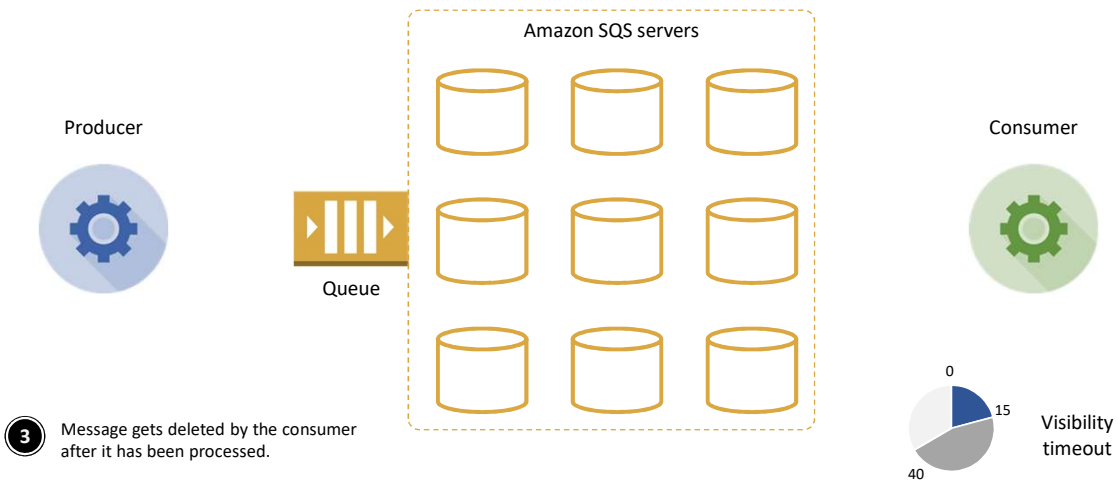 Amazon SQS servers
Producer
Consumer
Queue
0
15
40
Visibility
timeout
3
Message gets deleted by the consumer
after it has been processed.